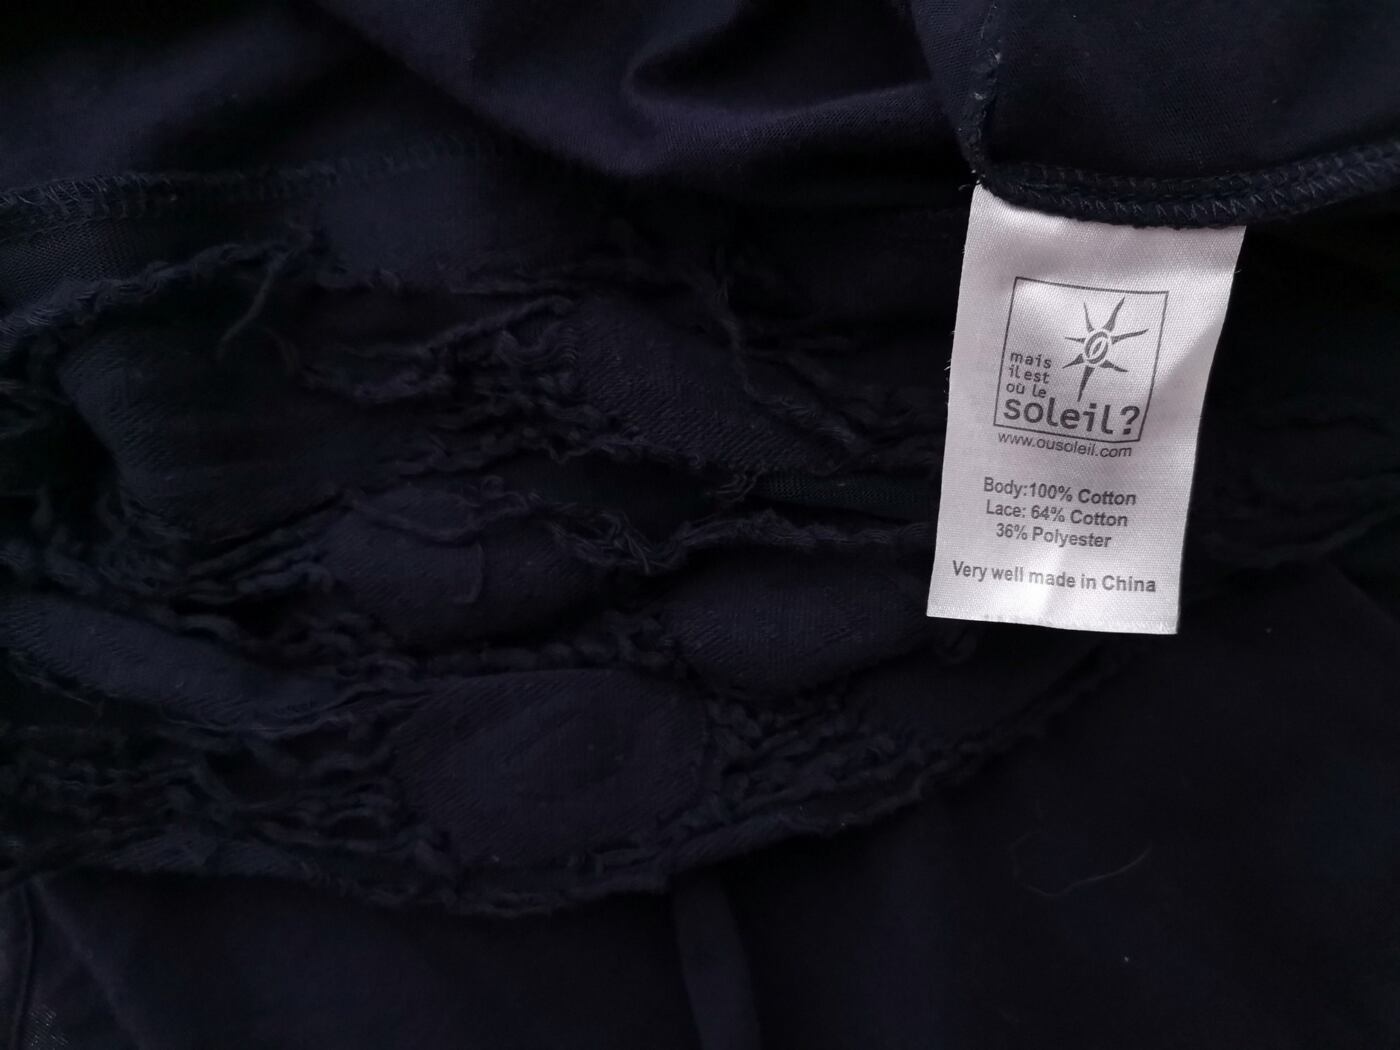 mais
il est
où le
soleil?
www.ousoleil.com
Body:100% Cotton
Lace: 64% Cotton
36% Polyester
Very well made in China